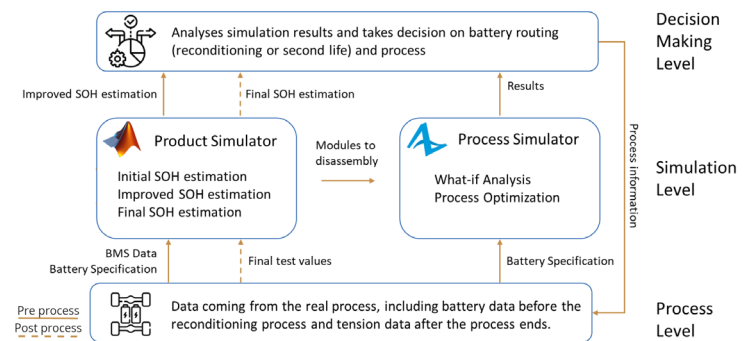 Analyses simulation results and takes decision on battery routing
(reconditioning or second life) and process
Decision
Making
Level
Improved SOH estimation
Final SOH estimation
Results
Product Simulator
Initial SOH estimation
Improved SOH estimation
Final SOH estimation
Modules to
disassembly
Process Simulator
What-if Analysis
Process Optimization
Process information
Simulation
Level
BMS Data
Battery Specification
Final test values
Battery Specification
Pre process
Post process
Data coming from the real process, including battery data before the
reconditioning process and tension data after the process ends.
Process
Level